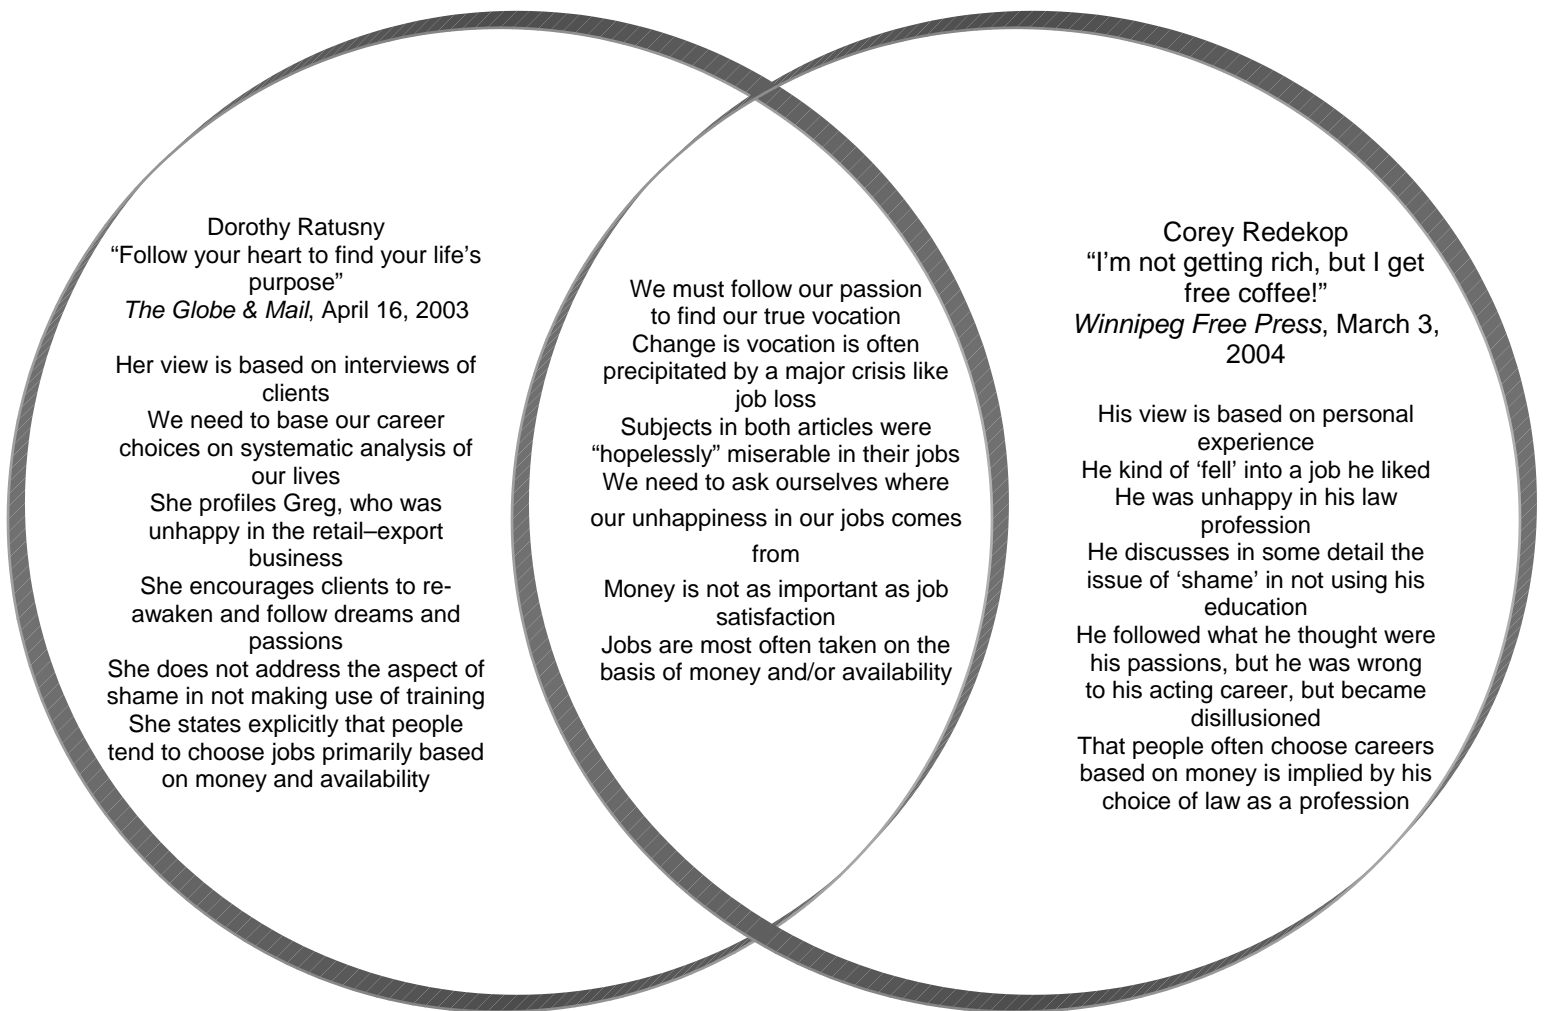 Dorothy Ratusny
“Follow your heart to find your life’s
purpose”
The Globe & Mail, April 16, 2003
Her view is based on interviews of
clients
We need to base our career
choices on systematic analysis of
our lives
She profiles Greg, who was
unhappy in the retail–export
business
She encourages clients to re-
awaken and follow dreams and
passions
She does not address the aspect of
shame in not making use of training
She states explicitly that people
tend to choose jobs primarily based
on money and availability
We must follow our passion
to find our true vocation
Change is vocation is often
precipitated by a major crisis like
job loss
Subjects in both articles were
“hopelessly” miserable in their jobs
We need to ask ourselves where
our unhappiness in our jobs comes
from
Money is not as important as job
satisfaction
Jobs are most often taken on the
basis of money and/or availability
Corey Redekop
“I’m not getting rich, but I get
free coffee!”
Winnipeg Free Press, March 3,
2004
His view is based on personal
experience
He kind of ‘fell’ into a job he liked
He was unhappy in his law
profession
He discusses in some detail the
issue of ‘shame’ in not using his
education
He followed what he thought were
his passions, but he was wrong
to his acting career, but became
disillusioned
That people often choose careers
based on money is implied by his
choice of law as a profession